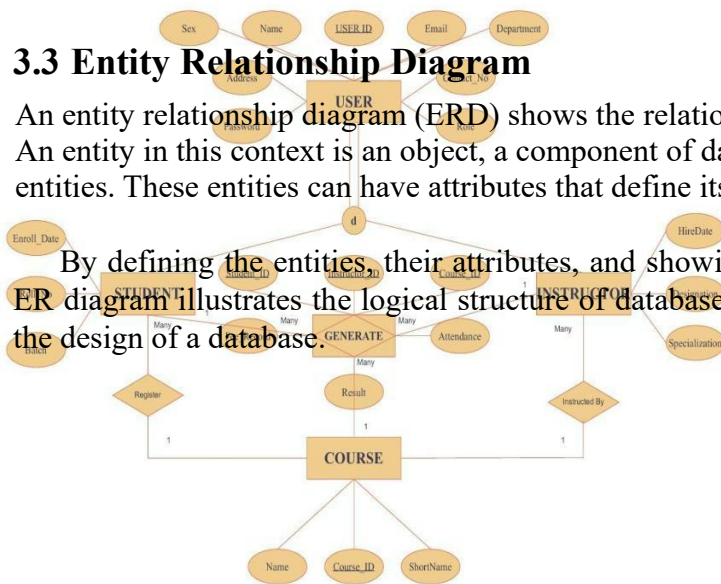 Sex Name USER ID Email Department
3.3 Entity Relationship Diagram
Address Contact_No
USER
An entity relationship diagram (ERD) shows the relatio
Password Role
An entity in this context is an object, a component of da
entities. These entities can have attributes that define its
d
Enroll_Date HireDate
By defining the entities, their attributes, and showi
Student_ID Instructor_ID Course_ID
STUDENT 1 1 INSTRUCTOR
Designation
ER diagram illustrates the logical structure of databases
Many Many Many Many
GENERATE Attendance
the design of a database.
Batch Specialization
Many
Register Result Instructed By
1 1 1
COURSE
Name Course_ID ShortName